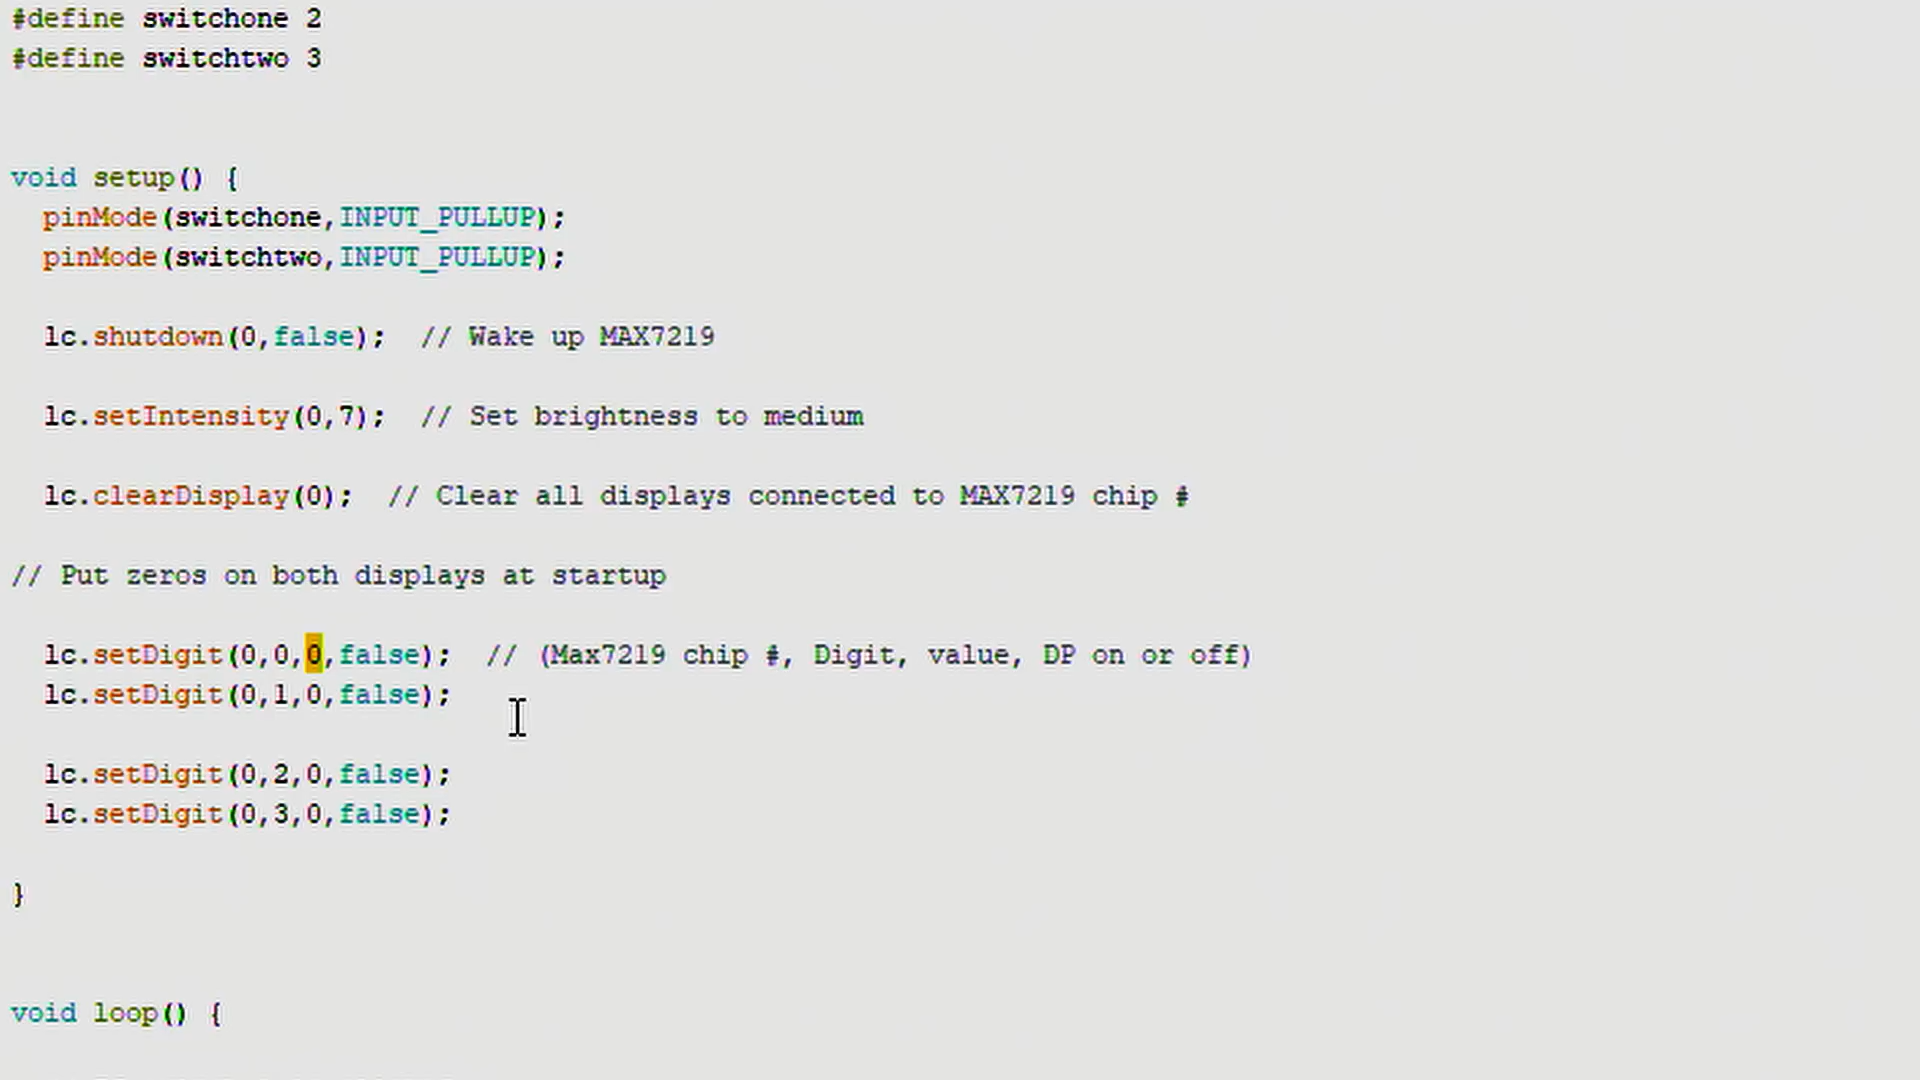 #define switchone 2
#define switchtwo 3
void setup() {
pinMode(switchone,INPUT_PULLUP);
pinMode(switchtwo,INPUT_PULLUP);
lc.shutdown(0,false);  // Wake up MAX7219
lc.setIntensity(0,7);  // Set brightness to medium
lc.clearDisplay(0);  // Clear all displays connected to MAX7219 chip #
// Put zeros on both displays at startup
lc.setDigit(0,0,0,false);  // (Max7219 chip #, Digit, value, DP on or off)
lc.setDigit(0,1,0,false);
lc.setDigit(0,2,0,false);
lc.setDigit(0,3,0,false);
}
void loop() {